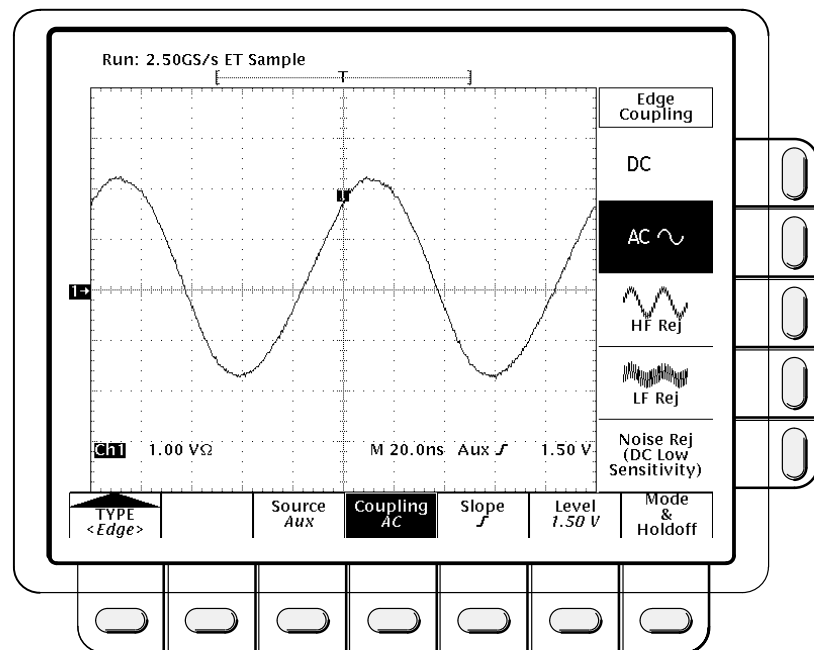 Run: 2.50GS/s ET Sample
[ T ]
Edge
Coupling
DC
AC
HF Rej
LF Rej
Noise Rej
(DC Low
Sensitivity)
1→
Ch1 1.00 VΩ M 20.0ns Aux 1.50 V
TYPE
<Edge>
Source
Aux
Coupling
AC
Slope
Level
1.50 V
Mode
&
Holdoff